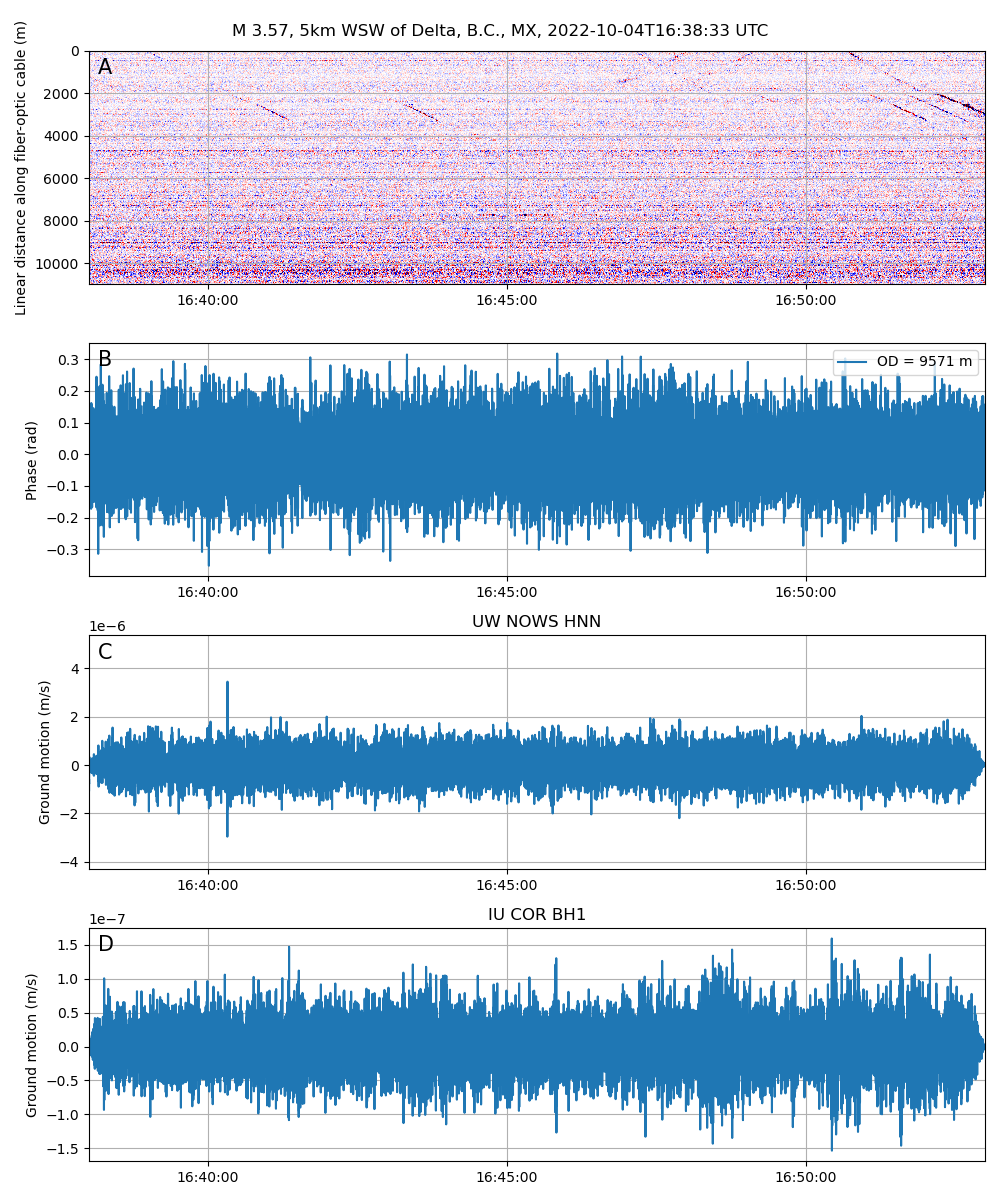 M 3.57, 5km WSW of Delta, B.C., MX, 2022-10-04T16:38:33 UTC
A
Linear distance along fiber-optic cable (m)
0
2000
4000
6000
8000
10000
16:40:00 16:45:00 16:50:00
B
OD = 9571 m
Phase (rad)
0.3
0.2
0.1
0.0
−0.1
−0.2
−0.3
16:40:00 16:45:00 16:50:00
UW NOWS HNN
1e−6
C
Ground motion (m/s)
4
2
0
−2
−4
16:40:00 16:45:00 16:50:00
IU COR BH1
1e−7
D
Ground motion (m/s)
1.5
1.0
0.5
0.0
−0.5
−1.0
−1.5
16:40:00 16:45:00 16:50:00